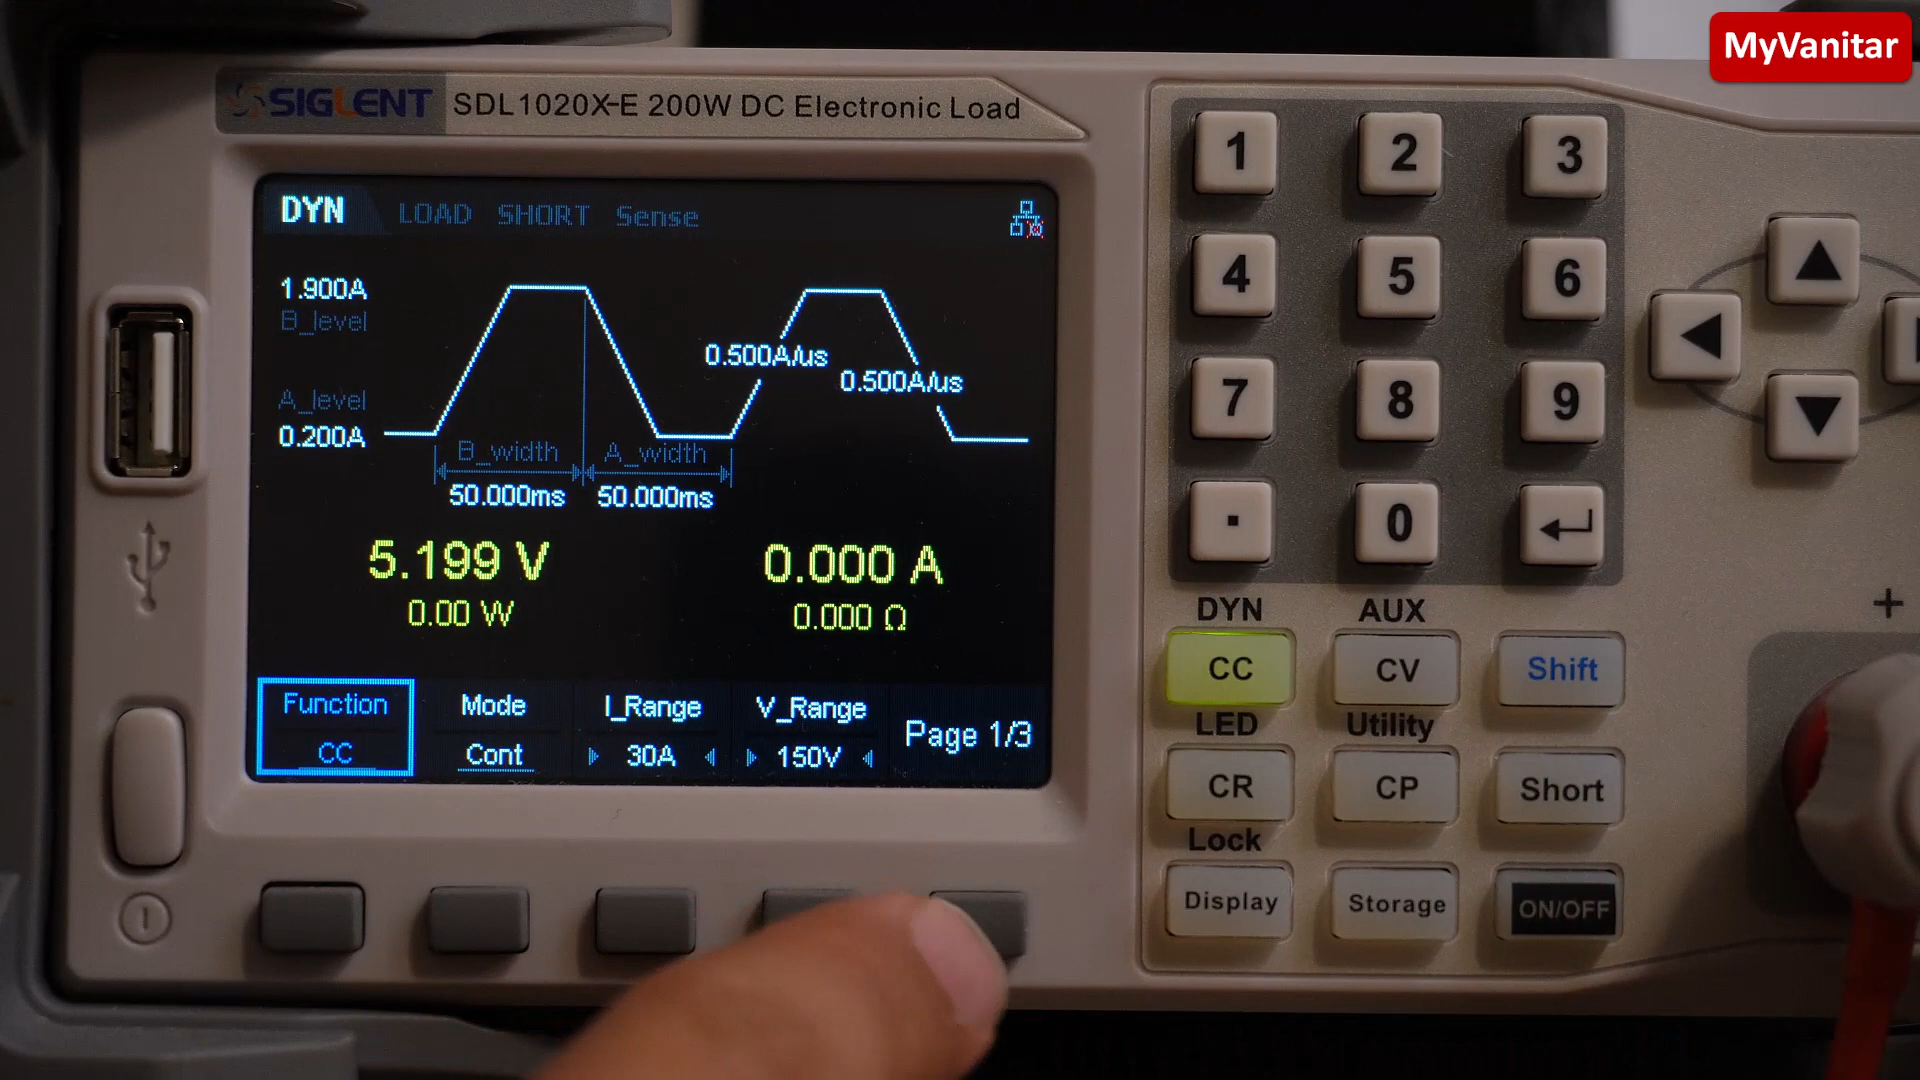 MyVanitar
SIGLENT SDL1020X-E 200W DC Electronic Load
DYN LOAD SHORT Sense
1.900A
B_level
0.500A/us
0.500A/us
A_level
0.200A
B_width A_width
50.000ms 50.000ms
5.199 V 0.000 A
0.00 W 0.000 Ω
Function Mode I_Range V_Range Page 1/3
CC Cont 30A 150V
1 2 3
4 5 6
7 8 9
. 0
+
DYN AUX
CC CV Shift
LED Utility
CR CP Short
Lock
Display Storage ON/OFF